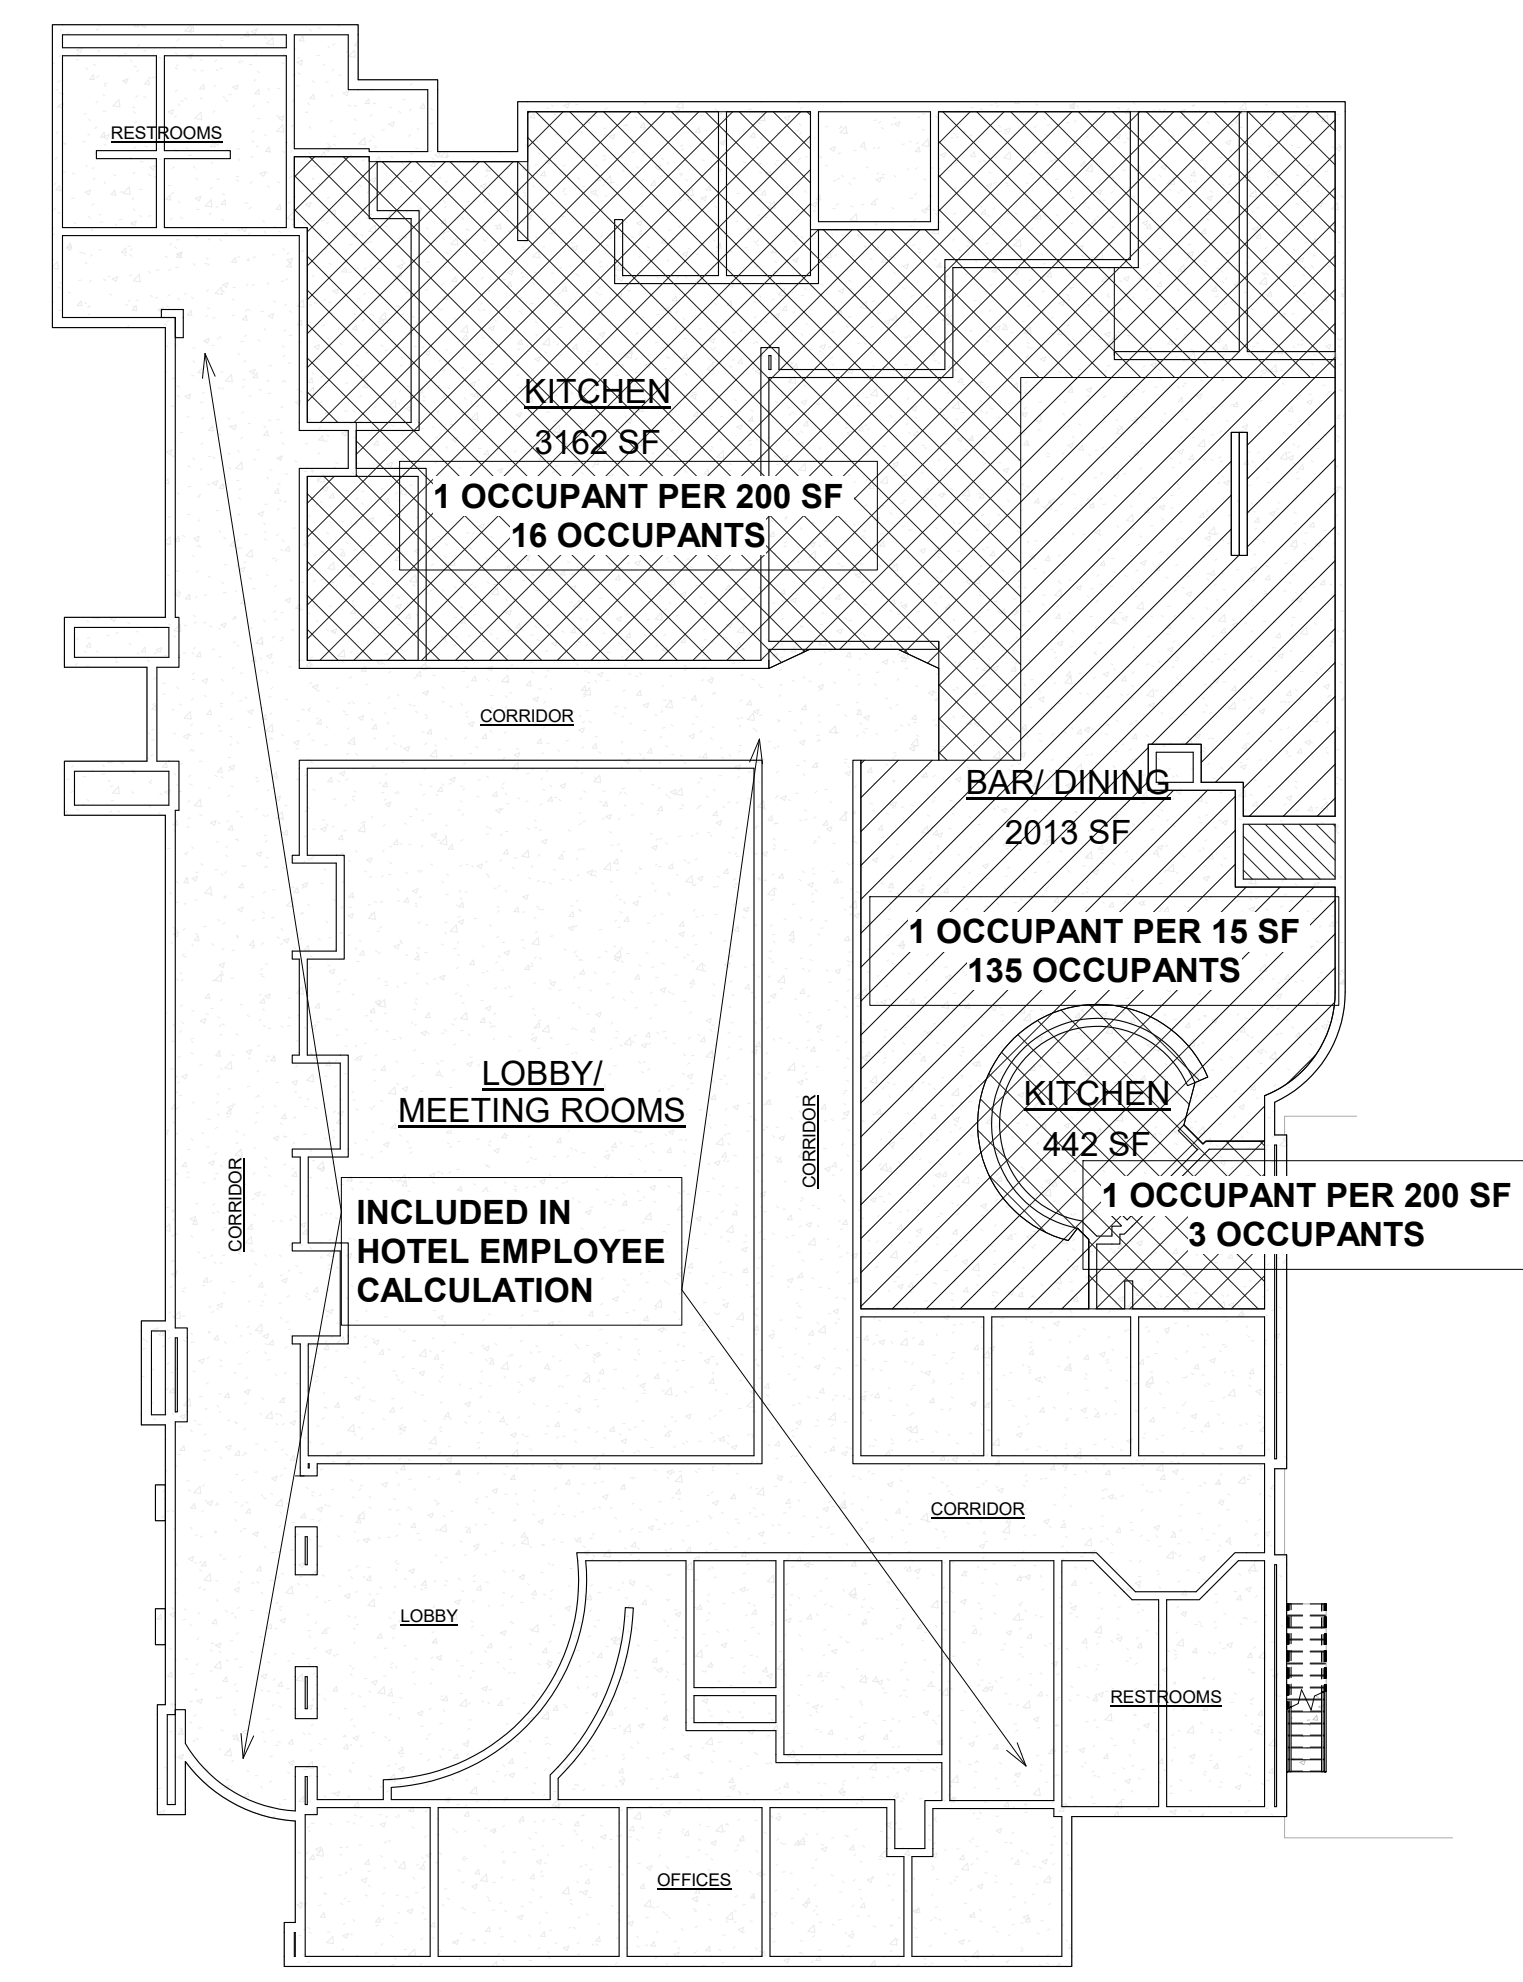 RESTROOMS
KITCHEN
3162 SF
1 OCCUPANT PER 200 SF
16 OCCUPANTS
CORRIDOR
BAR/ DINING
2013 SF
1 OCCUPANT PER 15 SF
135 OCCUPANTS
LOBBY/
MEETING ROOMS
KITCHEN
442 SF
CORRIDOR
CORRIDOR
1 OCCUPANT PER 200 SF
3 OCCUPANTS
INCLUDED IN
HOTEL EMPLOYEE
CALCULATION
CORRIDOR
LOBBY
RESTROOMS
OFFICES